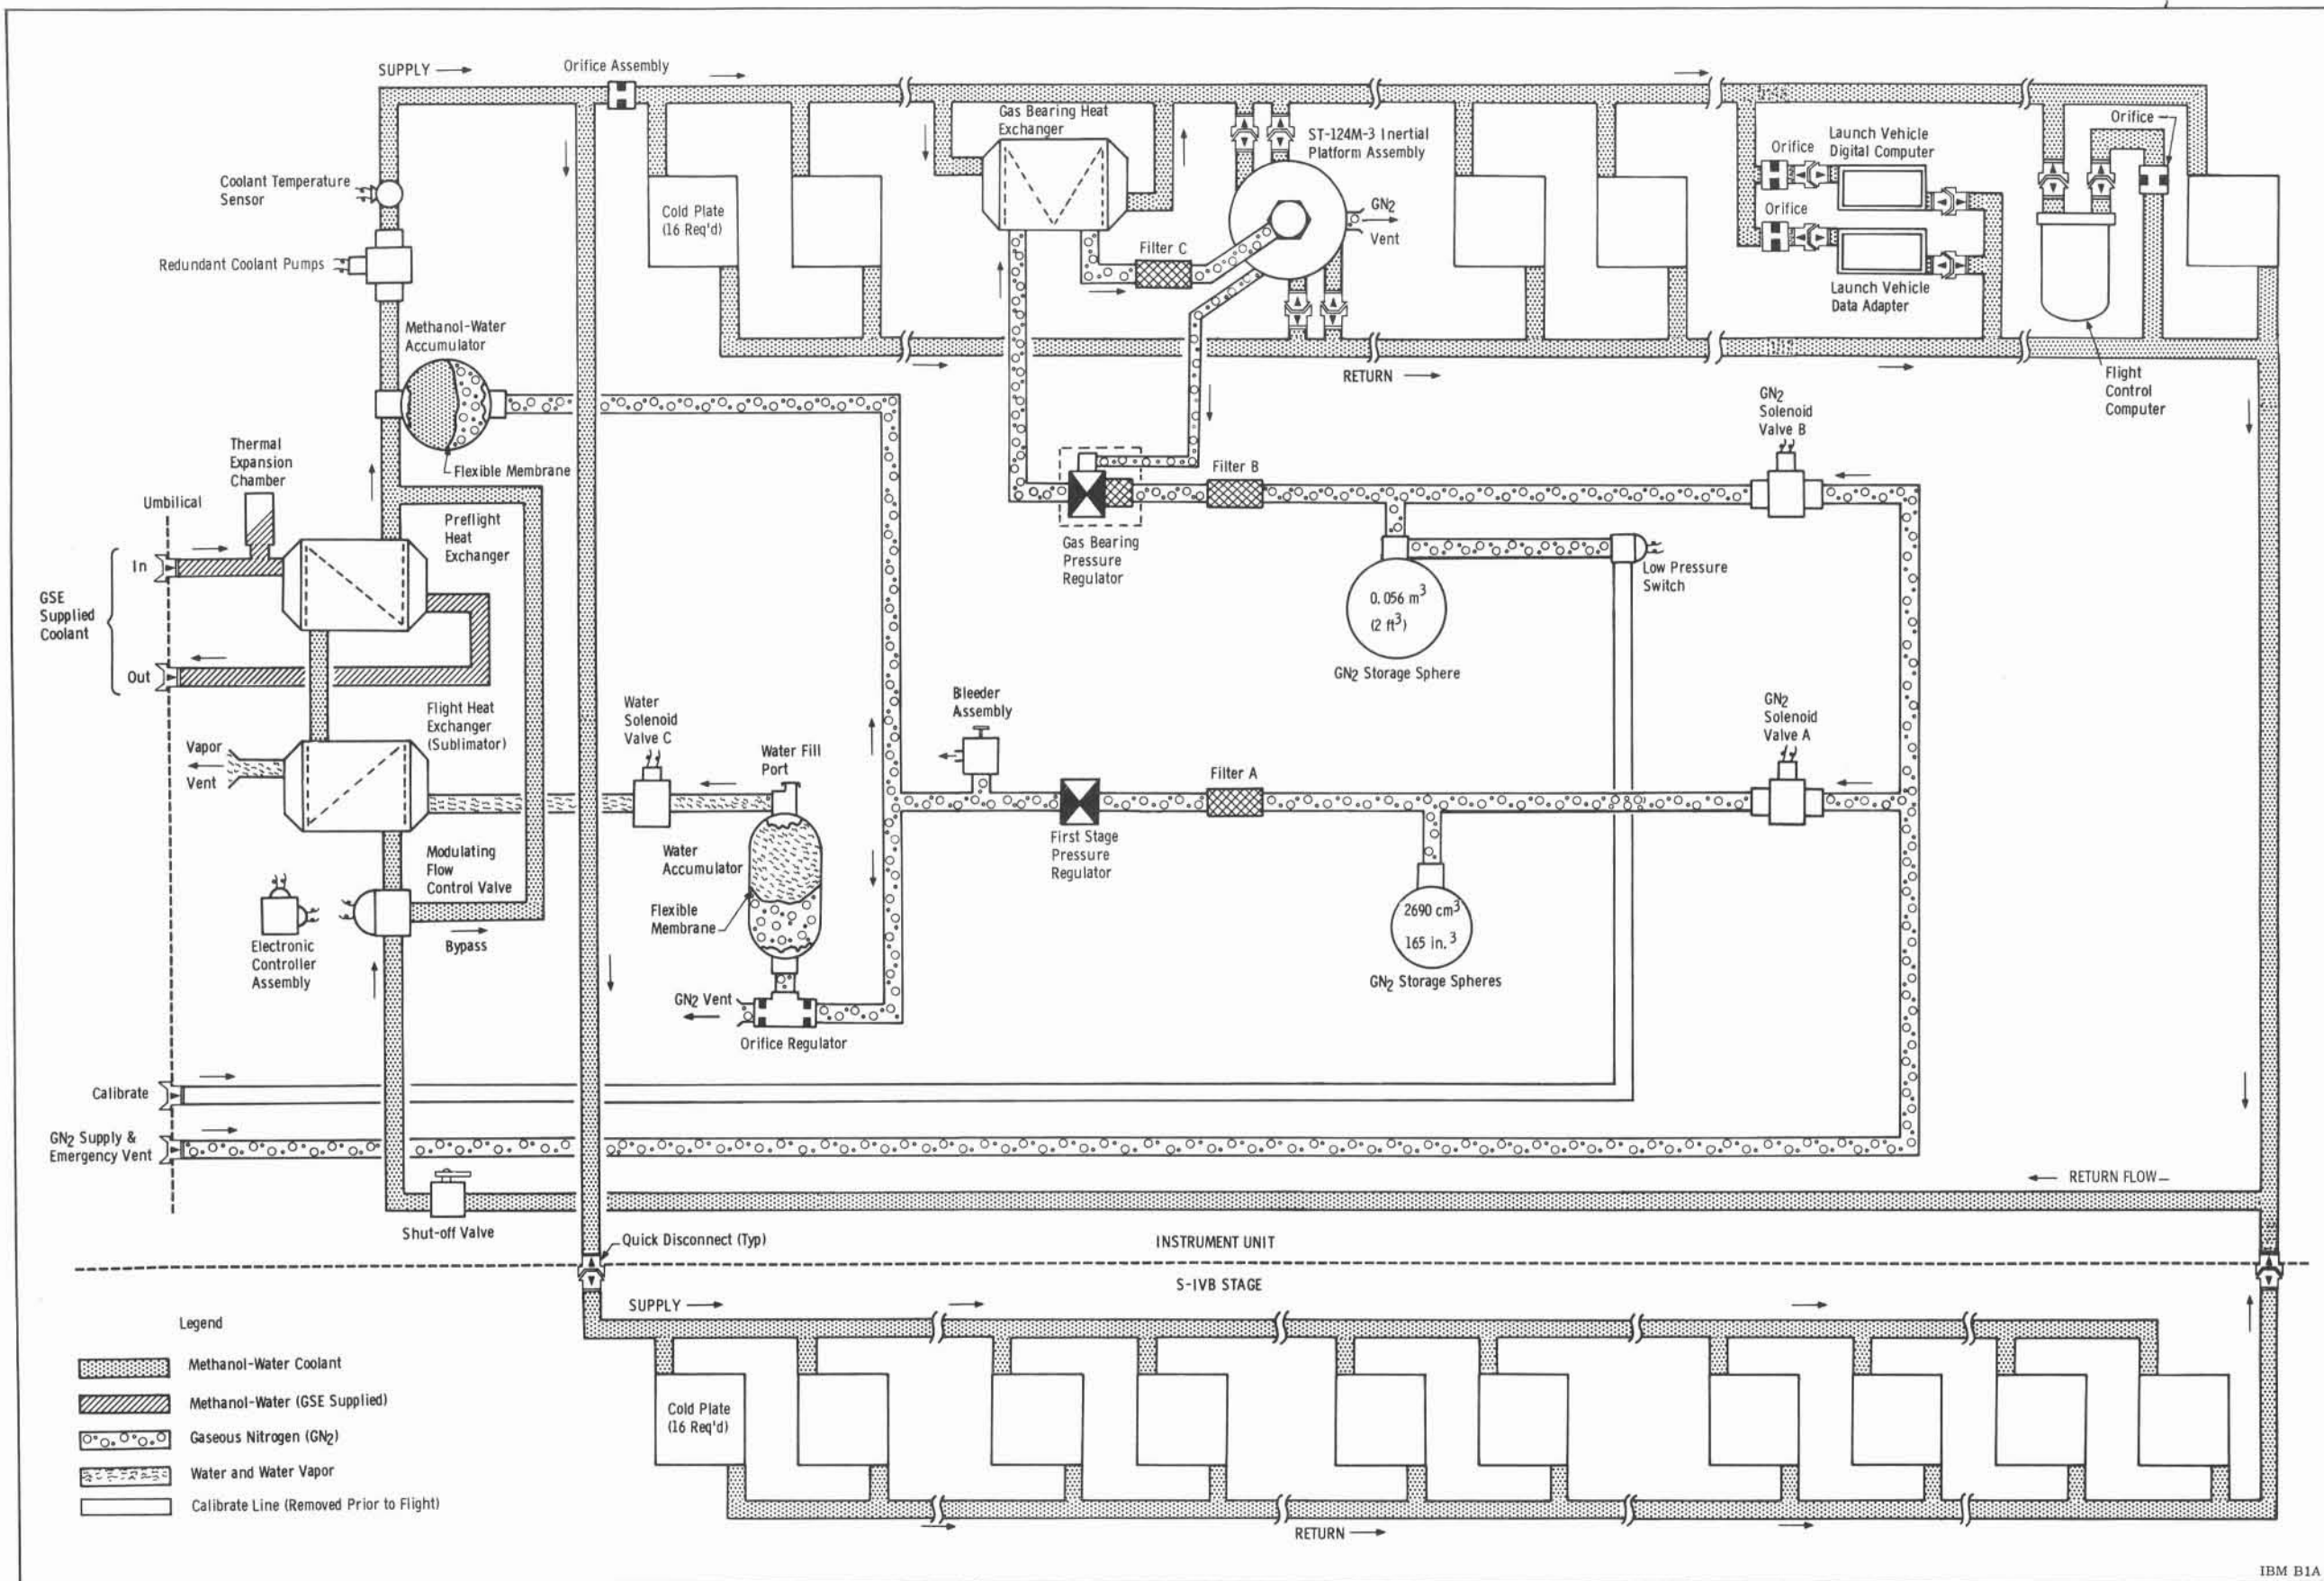 SUPPLY
Orifice Assembly
Gas Bearing Heat
Exchanger
ST-124M-3 Inertial
Platform Assembly
Orifice
Launch Vehicle
Digital Computer
Orifice
Coolant Temperature
Sensor
Cold Plate
(16 Req'd)
GN2
Vent
Orifice
Filter C
Redundant Coolant Pumps
Launch Vehicle
Data Adapter
Methanol-Water
Accumulator
RETURN
Flight
Control
Computer
GN2
Solenoid
Valve B
Thermal
Expansion
Chamber
Flexible Membrane
Filter B
Umbilical
Preflight
Heat
Exchanger
Gas Bearing
Pressure
Regulator
Low Pressure
Switch
In
GSE
Supplied
Coolant
Out
0.056 m3
(2 ft3)
GN2 Storage Sphere
Flight Heat
Exchanger
(Sublimator)
Water
Solenoid
Valve C
Bleeder
Assembly
GN2
Solenoid
Valve A
Vapor
Vent
Water Fill
Port
Filter A
First Stage
Pressure
Regulator
Modulating
Flow
Control Valve
Water
Accumulator
Flexible
Membrane
2690 cm3
165 in.3
GN2 Storage Spheres
Electronic
Controller
Assembly
Bypass
GN2 Vent
Orifice Regulator
Calibrate
GN2 Supply &
Emergency Vent
RETURN FLOW
Shut-off Valve
Quick Disconnect (Typ)
INSTRUMENT UNIT
S-IVB STAGE
SUPPLY
Legend
Methanol-Water Coolant
Methanol-Water (GSE Supplied)
Gaseous Nitrogen (GN2)
Water and Water Vapor
Calibrate Line (Removed Prior to Flight)
Cold Plate
(16 Req'd)
RETURN
IBM B1A